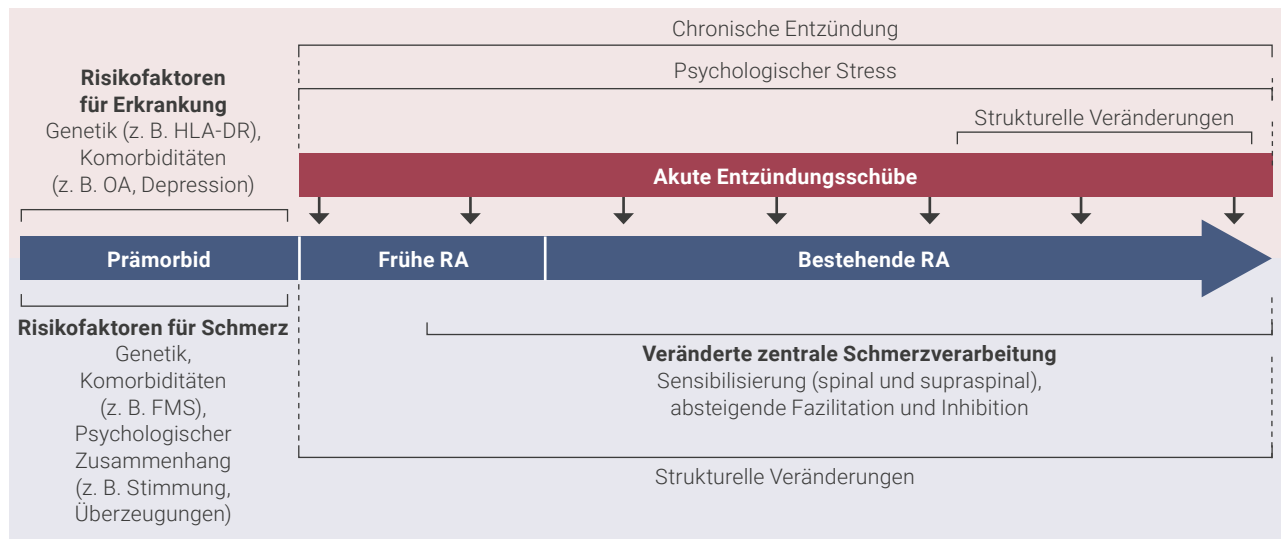 Chronische Entzündung
Psychologischer Stress
Risikofaktoren
für Erkrankung
Genetik (z. B. HLA-DR),
Komorbiditäten
(z. B. OA, Depression)
Strukturelle Veränderungen
Akute Entzündungsschübe
Prämorbid
Frühe RA
Bestehende RA
Risikofaktoren für Schmerz
Genetik,
Komorbiditäten
(z. B. FMS),
Psychologischer
Zusammenhang
(z. B. Stimmung,
Überzeugungen)
Veränderte zentrale Schmerzverarbeitung
Sensibilisierung (spinal und supraspinal),
absteigende Fazilitation und Inhibition
Strukturelle Veränderungen